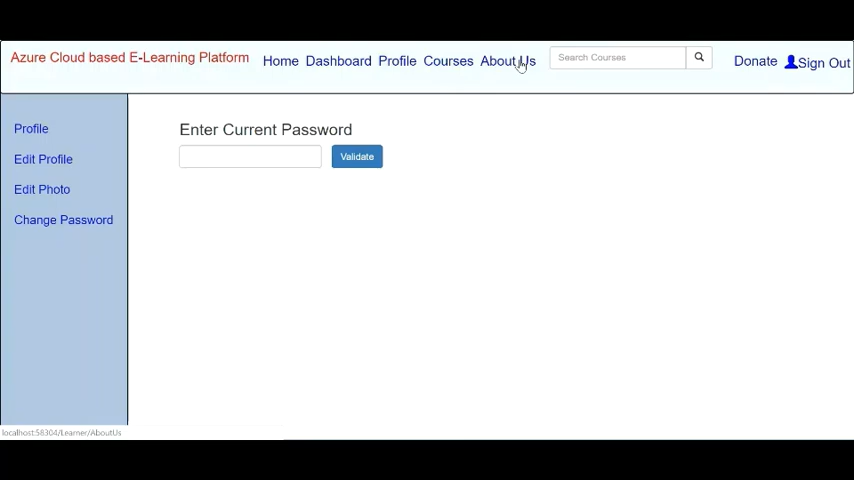 Azure Cloud based E-Learning Platform Home Dashboard Profile Courses About Us Search Courses Donate Sign Out
Profile
Edit Profile
Edit Photo
Change Password
Enter Current Password
Validate
localhost:58304/Learner/AboutUs